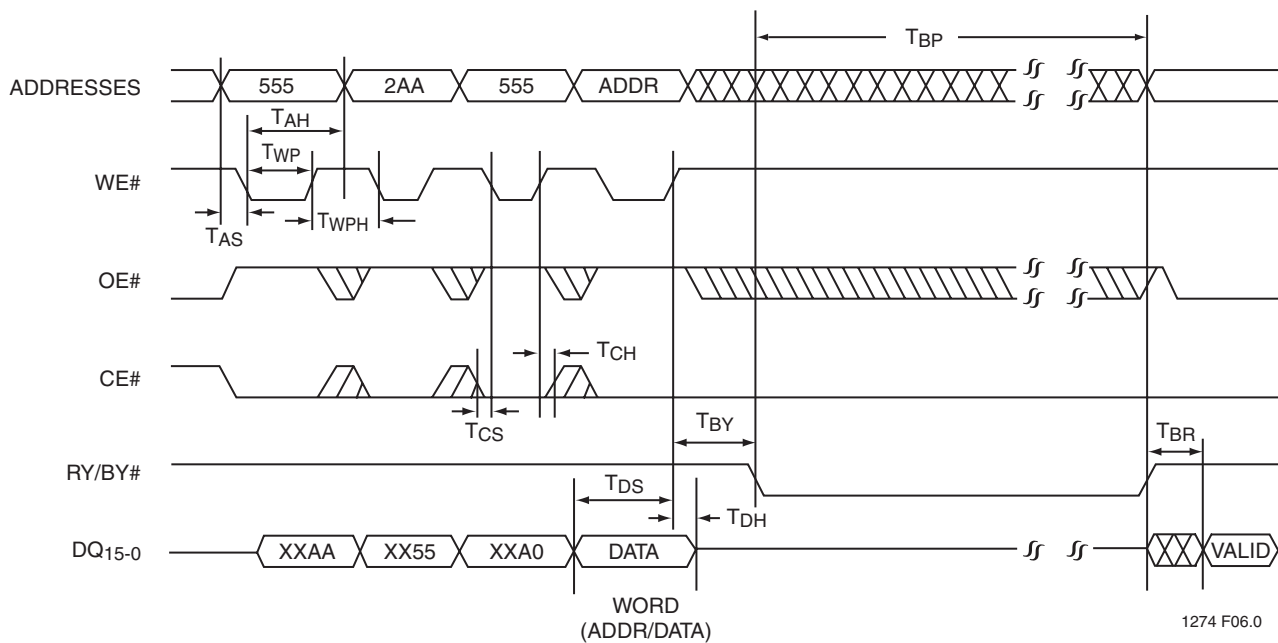 TBP
ADDRESSES 555 2AA 555 ADDR
TAH
TWP
WE#
TAS TWPH
OE#
TCH
CE#
TCS TBY TBR
RY/BY#
TDS
TDH
DQ15-0 XXAA XX55 XXA0 DATA VALID
WORD
(ADDR/DATA)
1274 F06.0